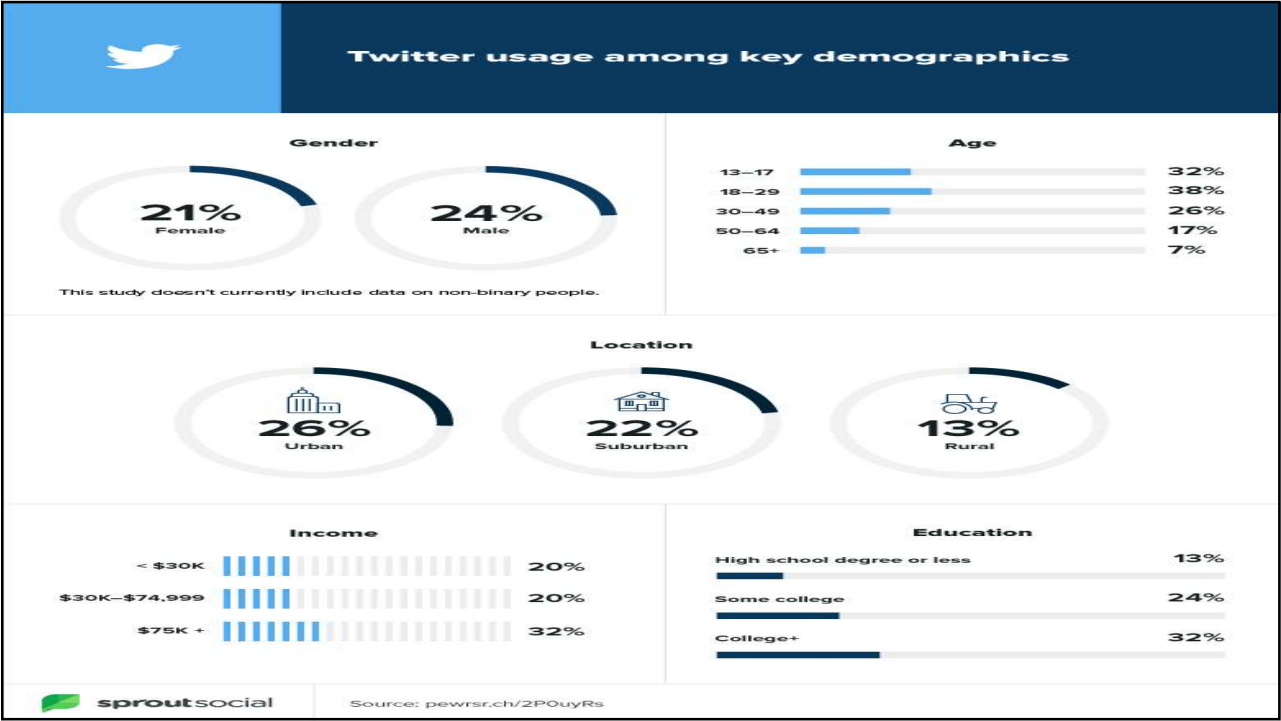 Twitter usage among key demographics
Gender
21%
Female
24%
Male
This study doesn't currently include data on non-binary people.
Age
13–17 32%
18–29 38%
30–49 26%
50–64 17%
65+ 7%
Location
26%
Urban
22%
Suburban
13%
Rural
Income
< $30K 20%
$30K–$74,999 20%
$75K + 32%
Education
High school degree or less 13%
Some college 24%
College+ 32%
sproutsocial
Source: pewrsr.ch/2P0uyRs